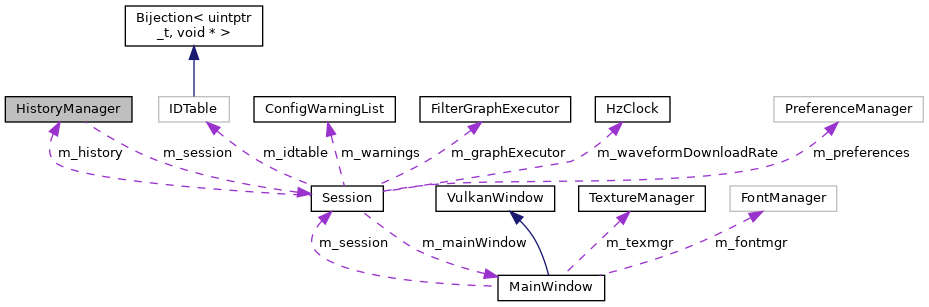 Bijection< uintptr
_t, void * >
HistoryManager
IDTable
ConfigWarningList
FilterGraphExecutor
HzClock
PreferenceManager
m_history
m_session
m_idtable
m_warnings
m_graphExecutor
m_waveformDownloadRate
m_preferences
Session
VulkanWindow
TextureManager
FontManager
m_session
m_mainWindow
m_texmgr
m_fontmgr
MainWindow